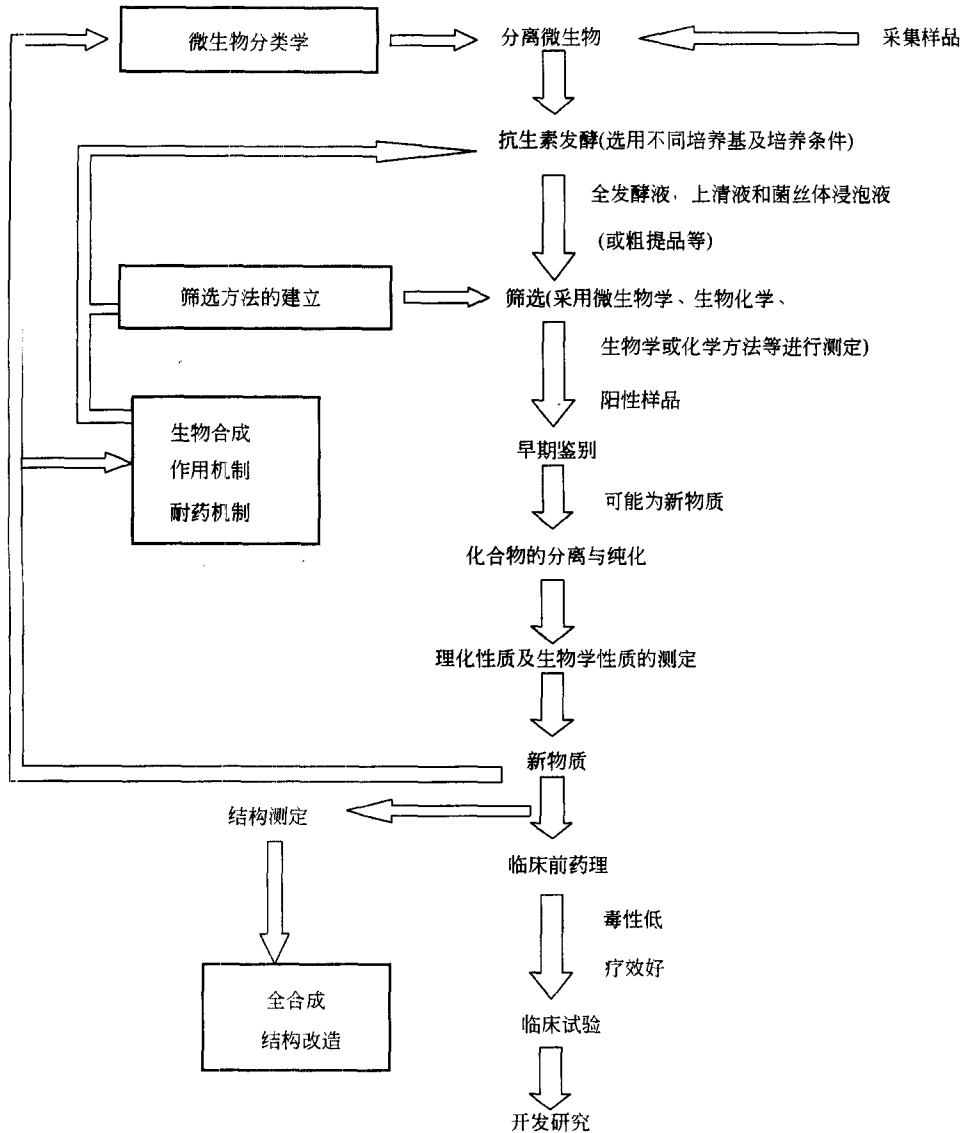 微生物分类学
分离微生物
采集样品
抗生素发酵(选用不同培养基及培养条件)
全发酵液，上清液和菌丝体浸泡液
(或粗提品等)
筛选方法的建立
筛选(采用微生物学、生物化学、
生物学或化学方法等进行测定)
阳性样品
生物合成
作用机制
耐药机制
早期鉴别
可能为新物质
化合物的分离与纯化
理化性质及生物学性质的测定
新物质
结构测定
临床前药理
毒性低
疗效好
全合成
结构改造
临床试验
开发研究